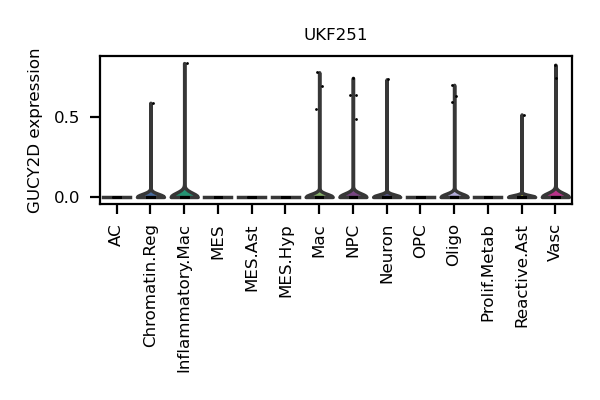 UKF251
GUCY2D expression
0.5
0.0
AC
Chromatin.Reg
Inflammatory.Mac
MES
MES.Ast
MES.Hyp
Mac
NPC
Neuron
OPC
Oligo
Prolif.Metab
Reactive.Ast
Vasc